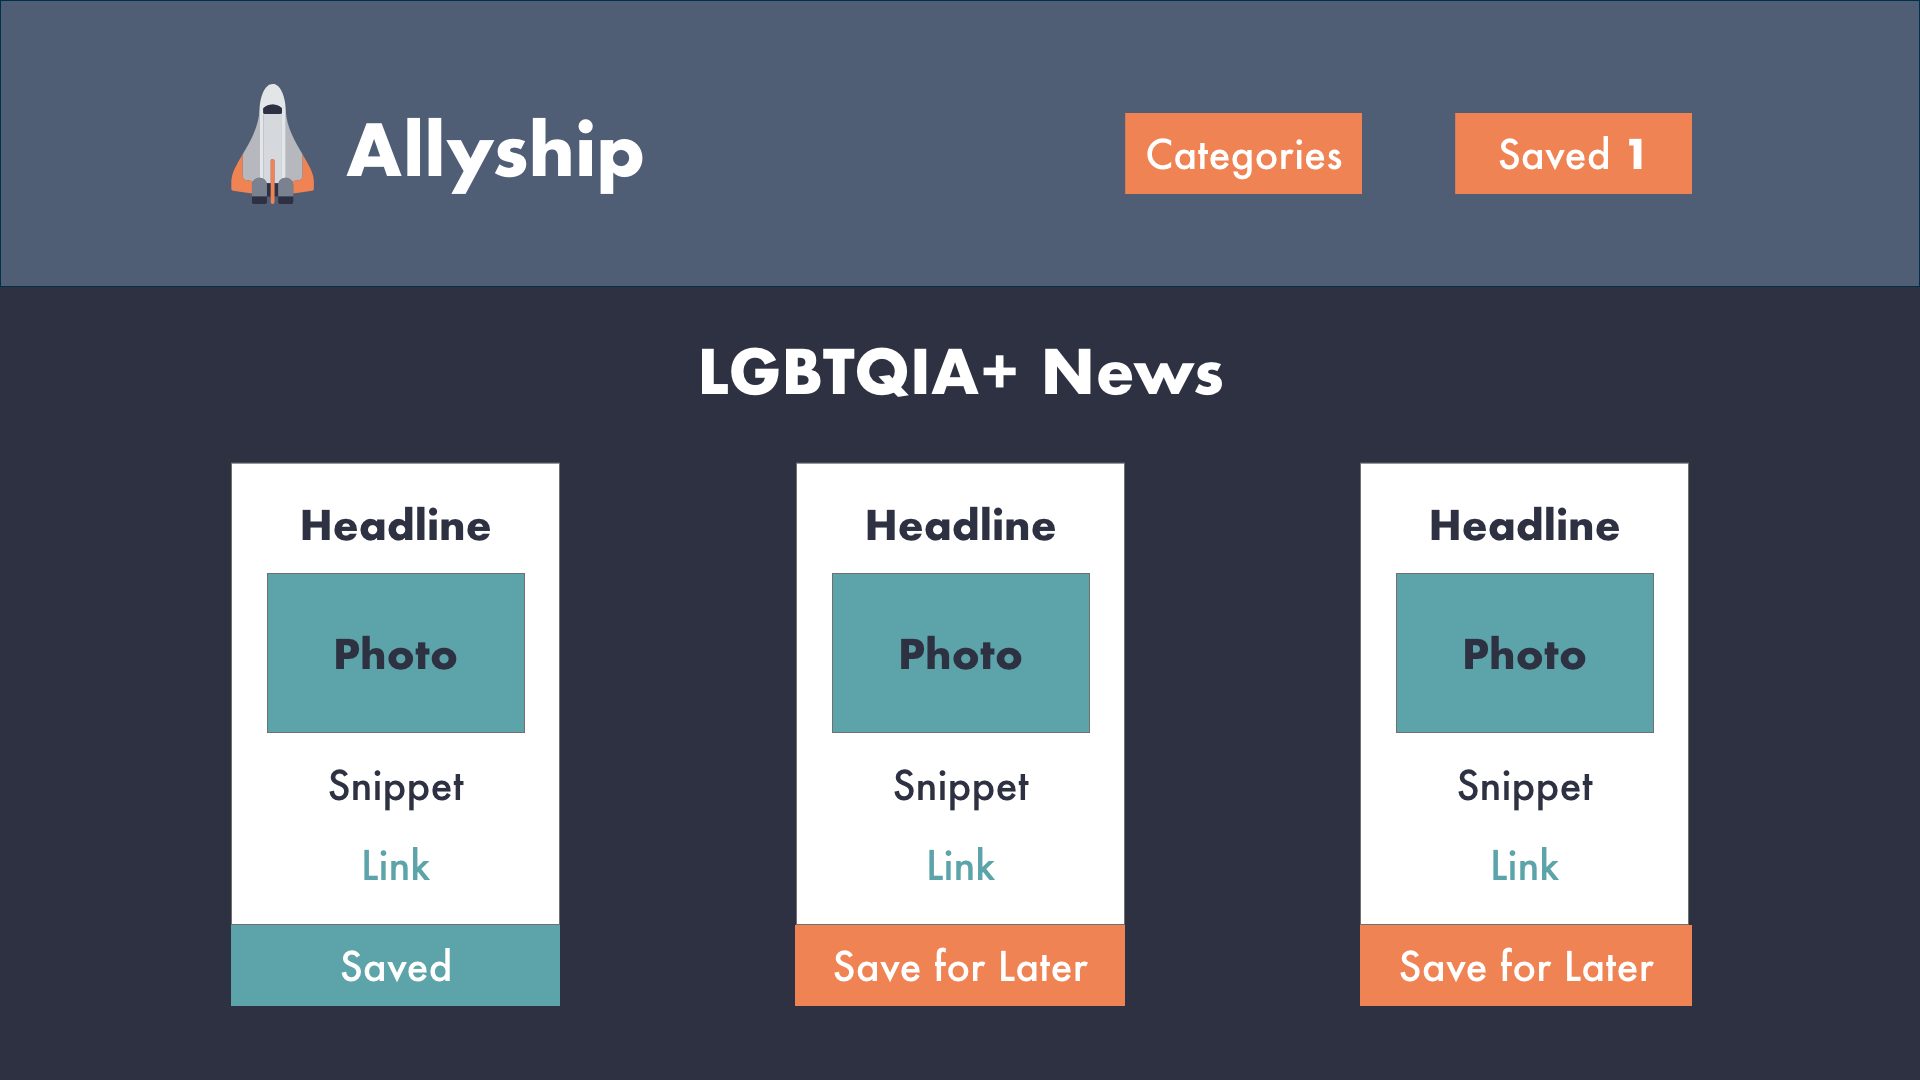 Allyship
Categories
Saved 1
LGBTQIA+ News
Headline
Photo
Snippet
Link
Saved
Headline
Photo
Snippet
Link
Save for Later
Headline
Photo
Snippet
Link
Save for Later